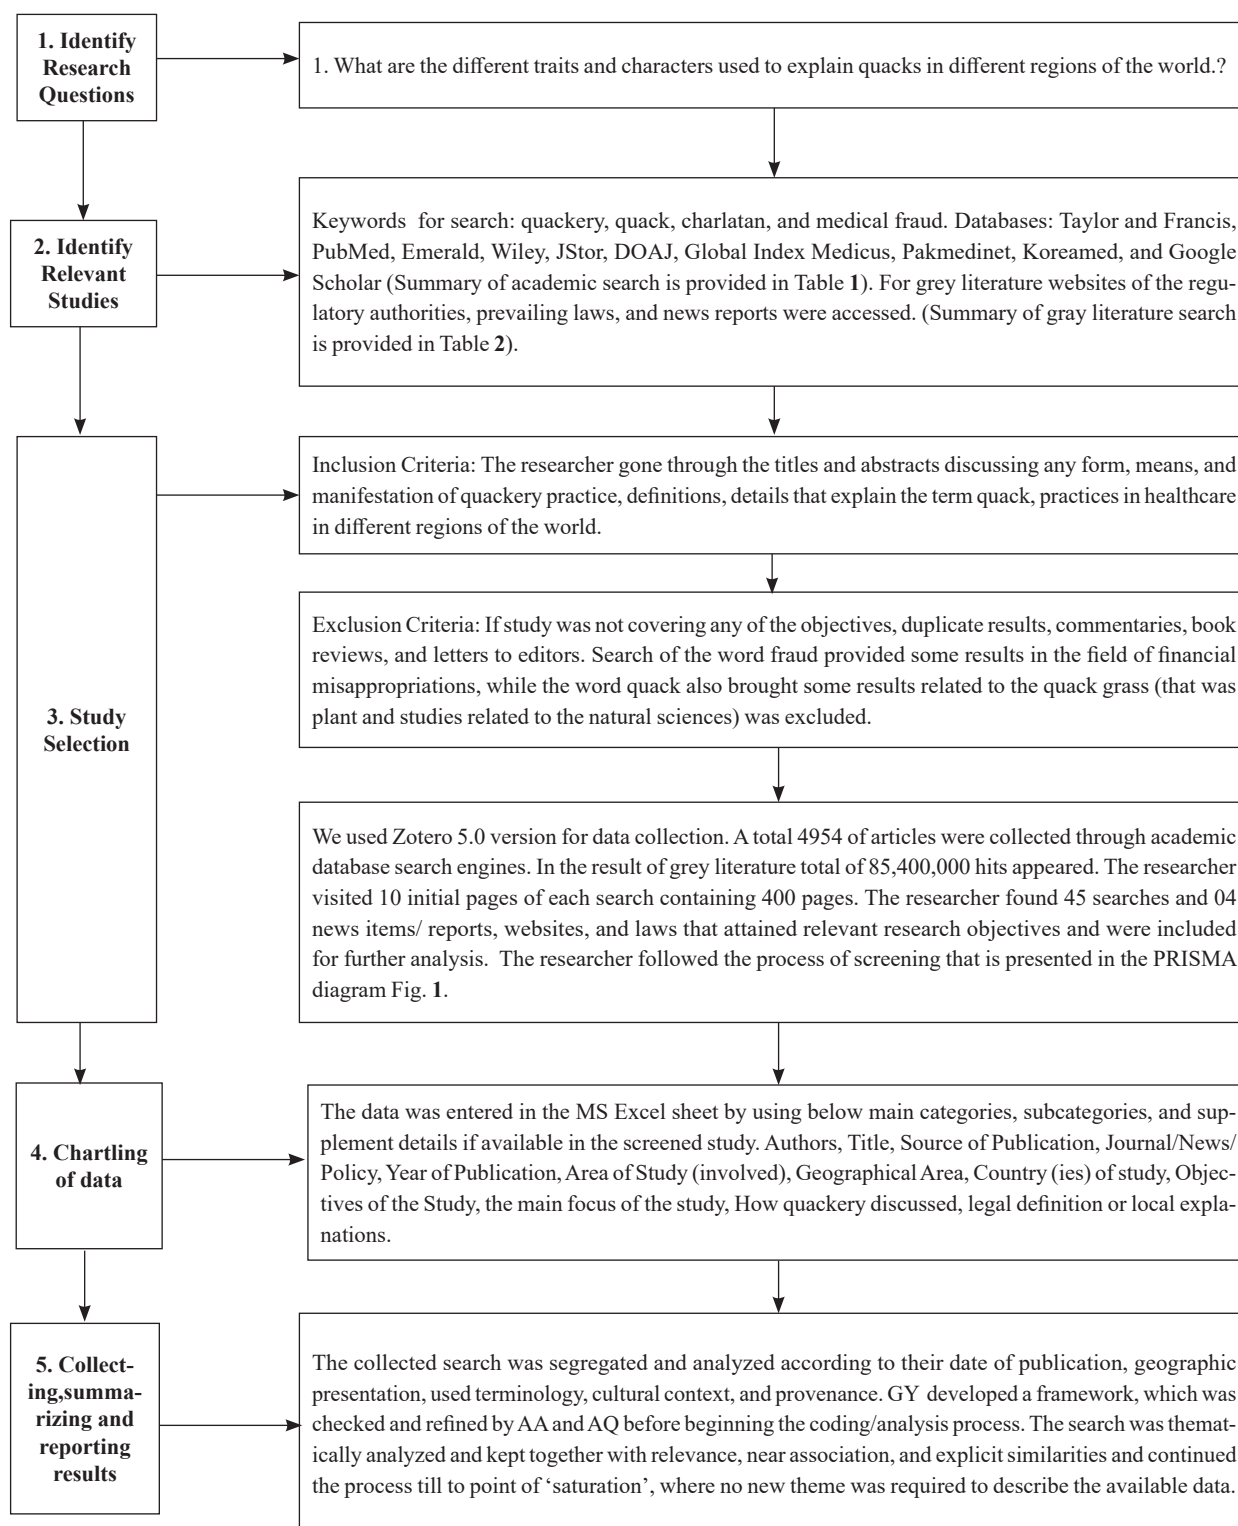 1. Identify
Research
Questions
1. What are the different traits and characters used to explain quacks in different regions of the world.?
2. Identify
Relevant
Studies
Keywords for search: quackery, quack, charlatan, and medical fraud. Databases: Taylor and Francis,
PubMed, Emerald, Wiley, JStor, DOAJ, Global Index Medicus, Pakmedinet, Koreamed, and Google
Scholar (Summary of academic search is provided in Table 1). For grey literature websites of the regu-
latory authorities, prevailing laws, and news reports were accessed. (Summary of gray literature search
is provided in Table 2).
3. Study
Selection
Inclusion Criteria: The researcher gone through the titles and abstracts discussing any form, means, and
manifestation of quackery practice, definitions, details that explain the term quack, practices in healthcare
in different regions of the world.
Exclusion Criteria: If study was not covering any of the objectives, duplicate results, commentaries, book
reviews, and letters to editors. Search of the word fraud provided some results in the field of financial
misappropriations, while the word quack also brought some results related to the quack grass (that was
plant and studies related to the natural sciences) was excluded.
We used Zotero 5.0 version for data collection. A total 4954 of articles were collected through academic
database search engines. In the result of grey literature total of 85,400,000 hits appeared. The researcher
visited 10 initial pages of each search containing 400 pages. The researcher found 45 searches and 04
news items/ reports, websites, and laws that attained relevant research objectives and were included
for further analysis. The researcher followed the process of screening that is presented in the PRISMA
diagram Fig. 1.
4. Chartling
of data
The data was entered in the MS Excel sheet by using below main categories, subcategories, and sup-
plement details if available in the screened study. Authors, Title, Source of Publication, Journal/News/
Policy, Year of Publication, Area of Study (involved), Geographical Area, Country (ies) of study, Objec-
tives of the Study, the main focus of the study, How quackery discussed, legal definition or local expla-
nations.
5. Collect-
ing,summa-
rizing and
reporting
results
The collected search was segregated and analyzed according to their date of publication, geographic
presentation, used terminology, cultural context, and provenance. GY developed a framework, which was
checked and refined by AA and AQ before beginning the coding/analysis process. The search was themat-
ically analyzed and kept together with relevance, near association, and explicit similarities and continued
the process till to point of ‘saturation’, where no new theme was required to describe the available data.